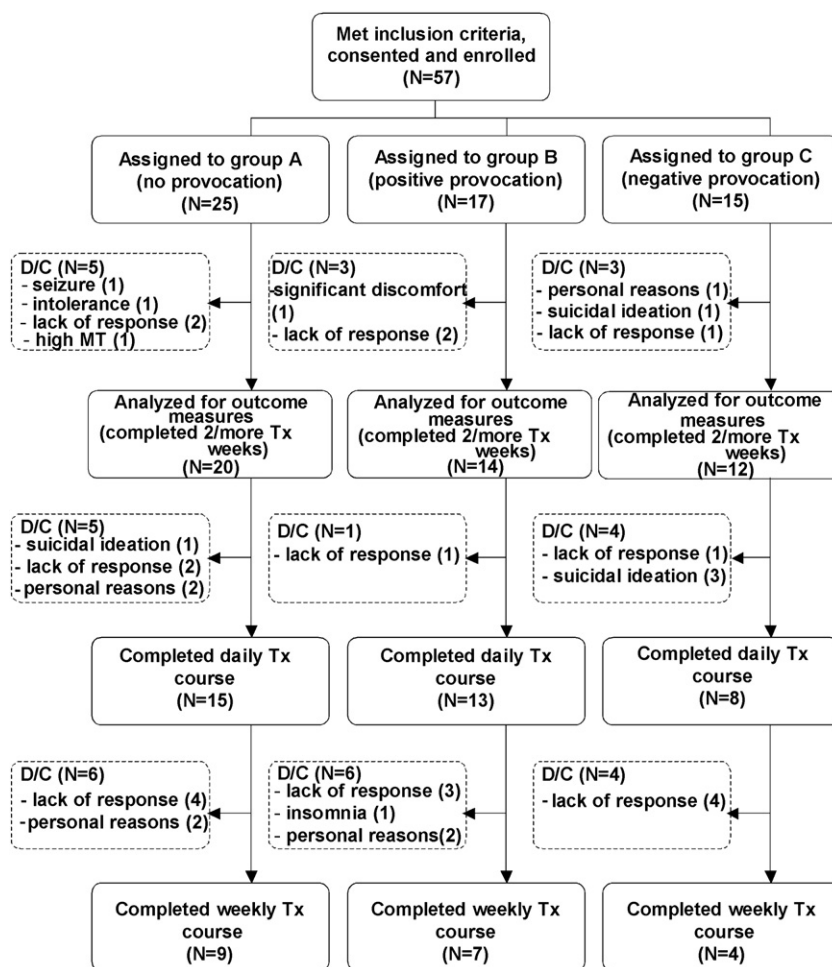 Met inclusion criteria,
consented and enrolled
(N=57)
Assigned to group A
(no provocation)
(N=25)
Assigned to group B
(positive provocation)
(N=17)
Assigned to group C
(negative provocation)
(N=15)
D/C (N=5)
- seizure (1)
- intolerance (1)
- lack of response (2)
- high MT (1)
D/C (N=3)
-significant discomfort
(1)
- lack of response (2)
D/C (N=3)
- personal reasons (1)
- suicidal ideation (1)
- lack of response (1)
Analyzed for outcome
measures
(completed 2/more Tx
weeks)
(N=20)
Analyzed for outcome
measures
(completed 2/more Tx
weeks)
(N=14)
Analyzed for outcome
measures
(completed 2/more Tx
weeks)
(N=12)
D/C (N=5)
- suicidal ideation (1)
- lack of response (2)
- personal reasons (2)
D/C (N=1)
- lack of response (1)
D/C (N=4)
- lack of response (1)
- suicidal ideation (3)
Completed daily Tx
course
(N=15)
Completed daily Tx
course
(N=13)
Completed daily Tx
course
(N=8)
D/C (N=6)
- lack of response (4)
-personal reasons (2)
D/C (N=6)
- lack of response (3)
- insomnia (1)
- personal reasons(2)
D/C (N=4)
- lack of response (4)
Completed weekly Tx
course
(N=9)
Completed weekly Tx
course
(N=7)
Completed weekly Tx
course
(N=4)